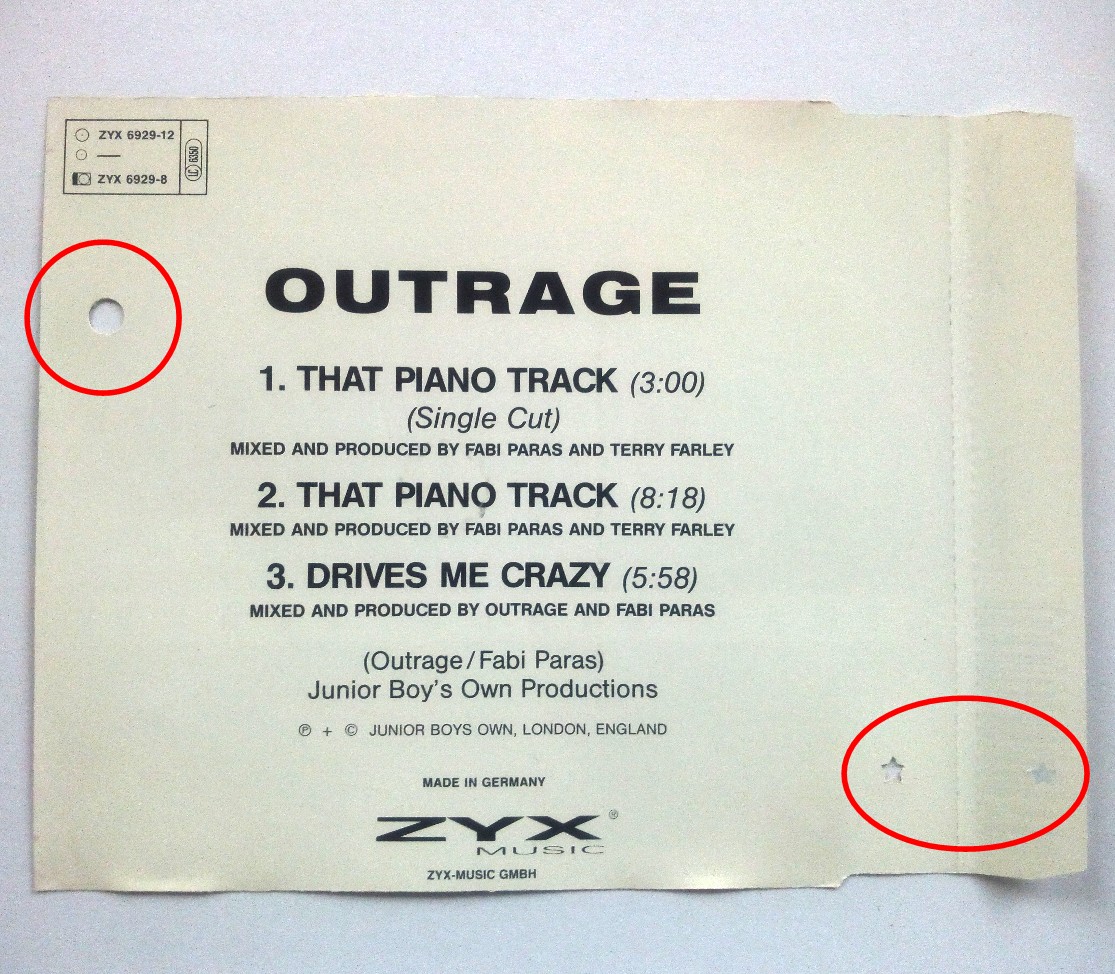 ZYX 6929-12
—
ZYX 6929-8
LC 6350
OUTRAGE
1. THAT PIANO TRACK (3:00)
(Single Cut)
MIXED AND PRODUCED BY FABI PARAS AND TERRY FARLEY
2. THAT PIANO TRACK (8:18)
MIXED AND PRODUCED BY FABI PARAS AND TERRY FARLEY
3. DRIVES ME CRAZY (5:58)
MIXED AND PRODUCED BY OUTRAGE AND FABI PARAS
(Outrage/Fabi Paras)
Junior Boy's Own Productions
℗ + © JUNIOR BOYS OWN, LONDON, ENGLAND
MADE IN GERMANY
ZYX®
MUSIC
ZYX-MUSIC GMBH